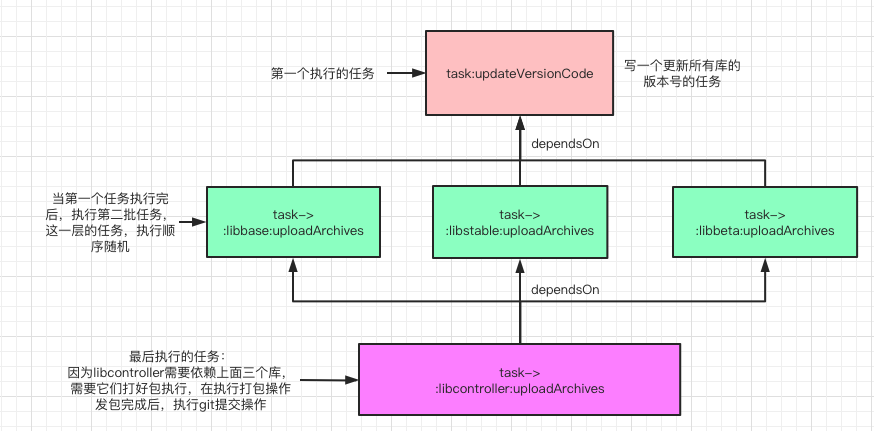 第一个执行的任务
task:updateVersionCode
写一个更新所有库的
版本号的任务
dependsOn
当第一个任务执行完
后，执行第二批任务，
这一层的任务，执行顺
序随机
task->
:libbase:uploadArchives
task->
:libstable:uploadArchives
task->
:libbeta:uploadArchives
dependsOn
最后执行的任务：
因为libcontroller需要依赖上面三个库，
需要它们打好包执行，在执行打包操作
发包完成后，执行git提交操作
task->
:libcontroller:uploadArchives